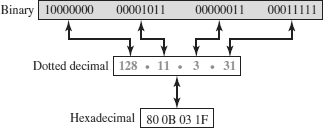 Binary 10000000 00001011 00000011 00011111
Dotted decimal 128 • 11 • 3 • 31
Hexadecimal 80 0B 03 1F